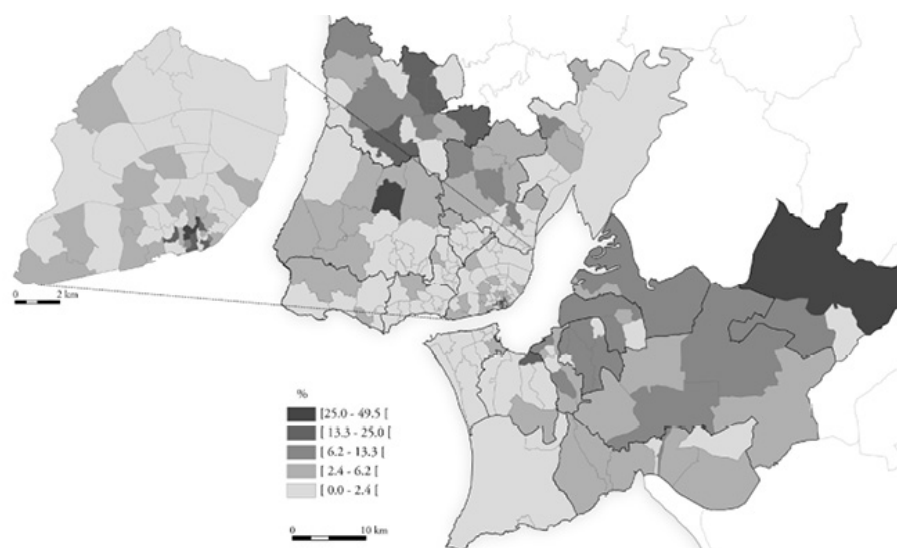 0 2 km
%
[25.0 - 49.5 [
[ 13.3 - 25.0 [
[ 6.2 - 13.3 [
[ 2.4 - 6.2 [
[ 0.0 - 2.4 [
0 10 km